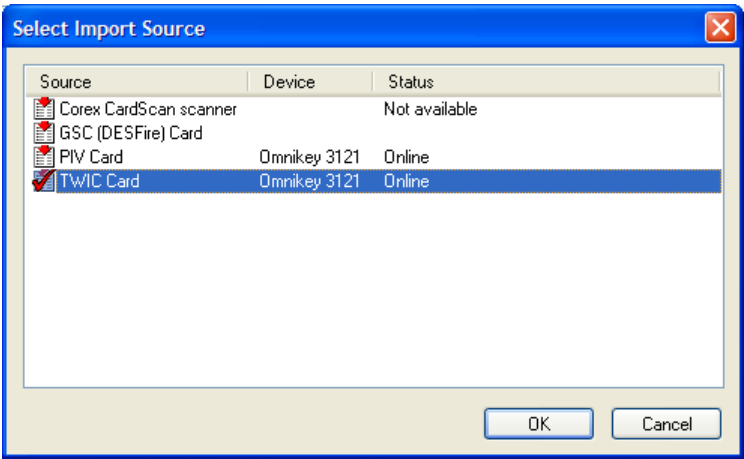 Select Import Source
Source Device Status
Corex CardScan scanner Not available
GSC (DESFire) Card
PIV Card Omnikey 3121 Online
TWIC Card Omnikey 3121 Online
OK Cancel